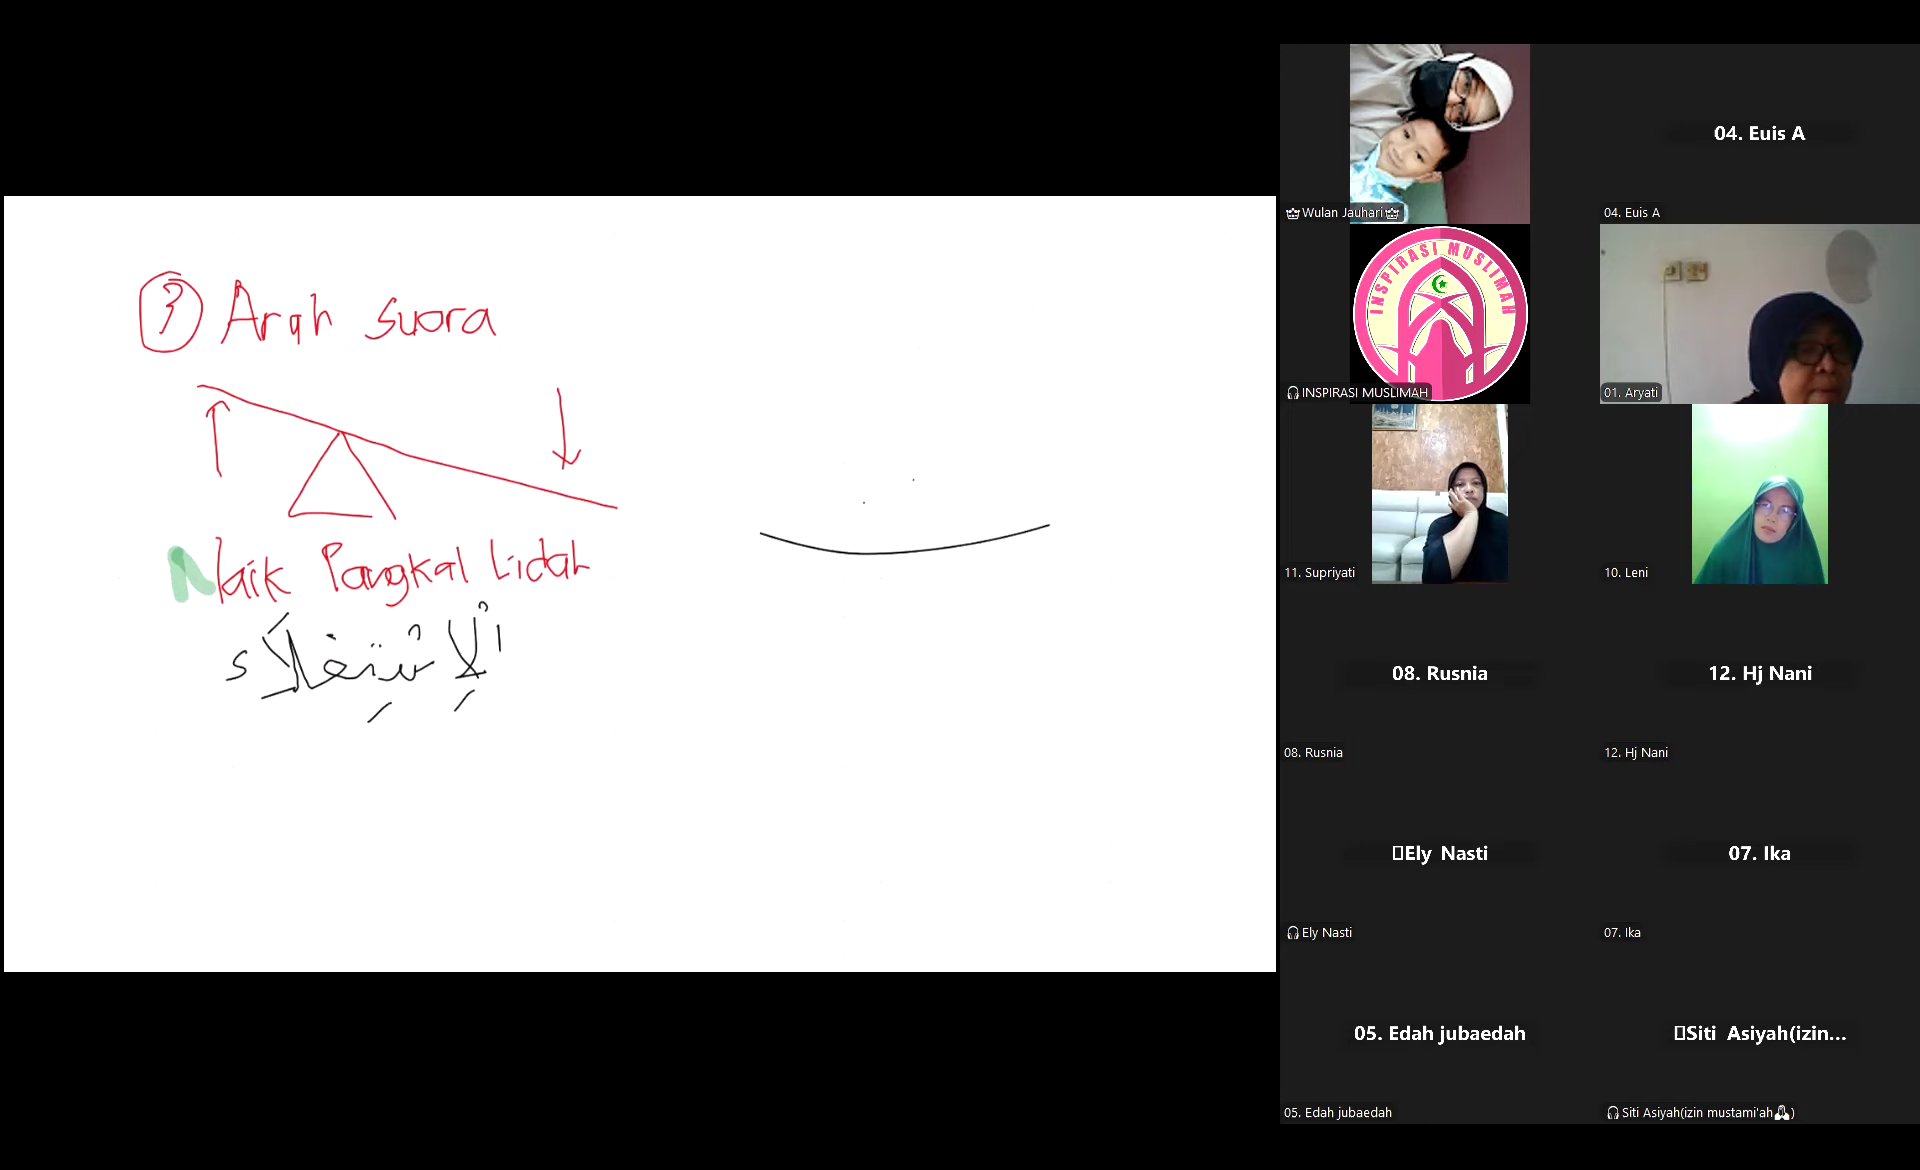 3 Arah suara
Naik Pangkal Lidah
اْلاِسْتِعْلَاء
Wulan Jauhari
04. Euis A
04. Euis A
INSPIRASI MUSLIMAH
INSPIRASI MUSLIMAH
01. Aryati
11. Supriyati
10. Leni
08. Rusnia
12. Hj Nani
08. Rusnia
12. Hj Nani
Ely Nasti
07. Ika
Ely Nasti
07. Ika
05. Edah jubaedah
Siti Asiyah(izin...
05. Edah jubaedah
Siti Asiyah(izin mustami'ah🙏)